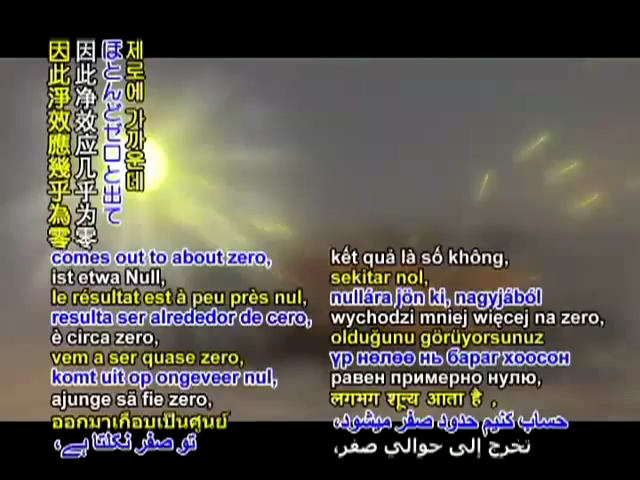 因此淨效應幾乎為零
因此净效应几乎为零
ほとんどゼロと出て
제로에 가까운데
comes out to about zero,
ist etwa Null,
le résultat est à peu près nul,
resulta ser alrededor de cero,
è circa zero,
vem a ser quase zero,
komt uit op ongeveer nul,
ajunge să fie zero,
ออกมาเกือบเป็นศูนย์
تو صفر نکلتا ہے،
kết quả là số không,
sekitar nol,
nullára jön ki, nagyjából
wychodzi mniej więcej na zero,
olduğunu görüyorsunuz
үр нөлөө нь бараг хоосон
равен примерно нулю,
लगभग शून्य आता है ,
حساب کنیم حدود صفر میشود،
تخرج إلى حوالي صفر،